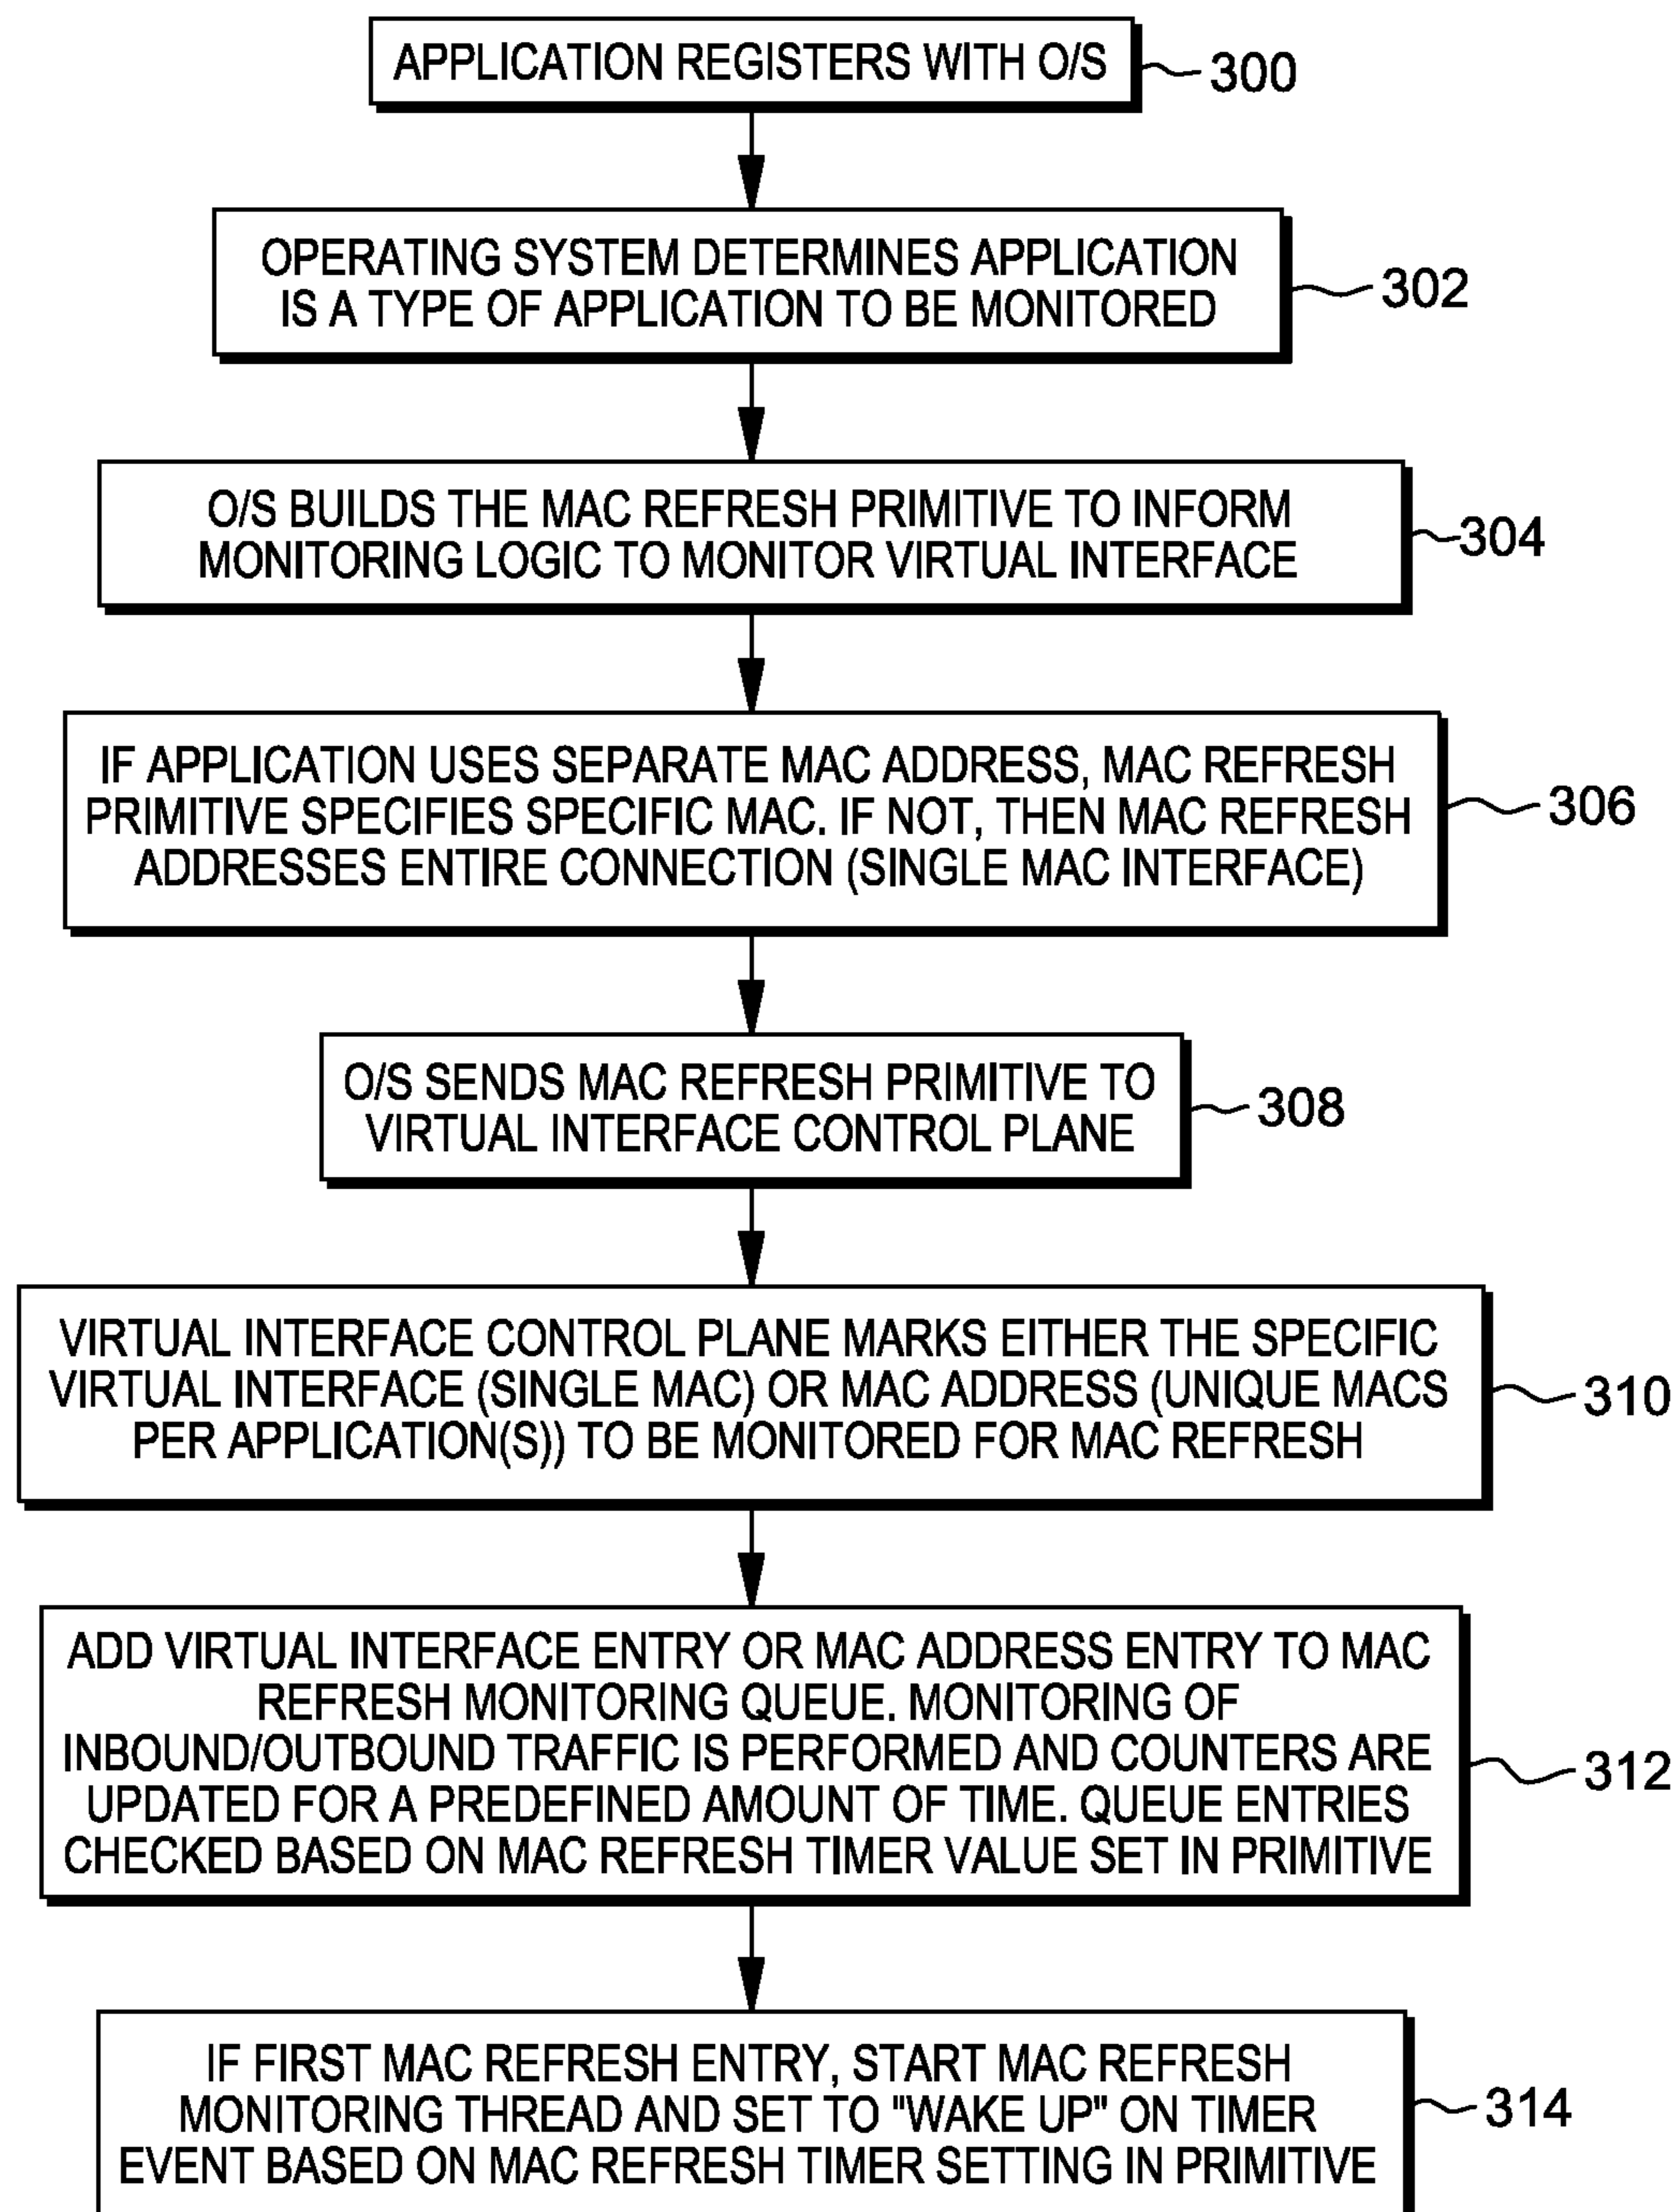 APPLICATION REGISTERS WITH O/S
300
OPERATING SYSTEM DETERMINES APPLICATION
IS A TYPE OF APPLICATION TO BE MONITORED
302
O/S BUILDS THE MAC REFRESH PRIMITIVE TO INFORM
MONITORING LOGIC TO MONITOR VIRTUAL INTERFACE
304
IF APPLICATION USES SEPARATE MAC ADDRESS, MAC REFRESH
PRIMITIVE SPECIFIES SPECIFIC MAC. IF NOT, THEN MAC REFRESH
ADDRESSES ENTIRE CONNECTION (SINGLE MAC INTERFACE)
306
O/S SENDS MAC REFRESH PRIMITIVE TO
VIRTUAL INTERFACE CONTROL PLANE
308
VIRTUAL INTERFACE CONTROL PLANE MARKS EITHER THE SPECIFIC
VIRTUAL INTERFACE (SINGLE MAC) OR MAC ADDRESS (UNIQUE MACS
PER APPLICATION(S)) TO BE MONITORED FOR MAC REFRESH
310
ADD VIRTUAL INTERFACE ENTRY OR MAC ADDRESS ENTRY TO MAC
REFRESH MONITORING QUEUE. MONITORING OF
INBOUND/OUTBOUND TRAFFIC IS PERFORMED AND COUNTERS ARE
UPDATED FOR A PREDEFINED AMOUNT OF TIME. QUEUE ENTRIES
CHECKED BASED ON MAC REFRESH TIMER VALUE SET IN PRIMITIVE
312
IF FIRST MAC REFRESH ENTRY, START MAC REFRESH
MONITORING THREAD AND SET TO "WAKE UP" ON TIMER
EVENT BASED ON MAC REFRESH TIMER SETTING IN PRIMITIVE
314